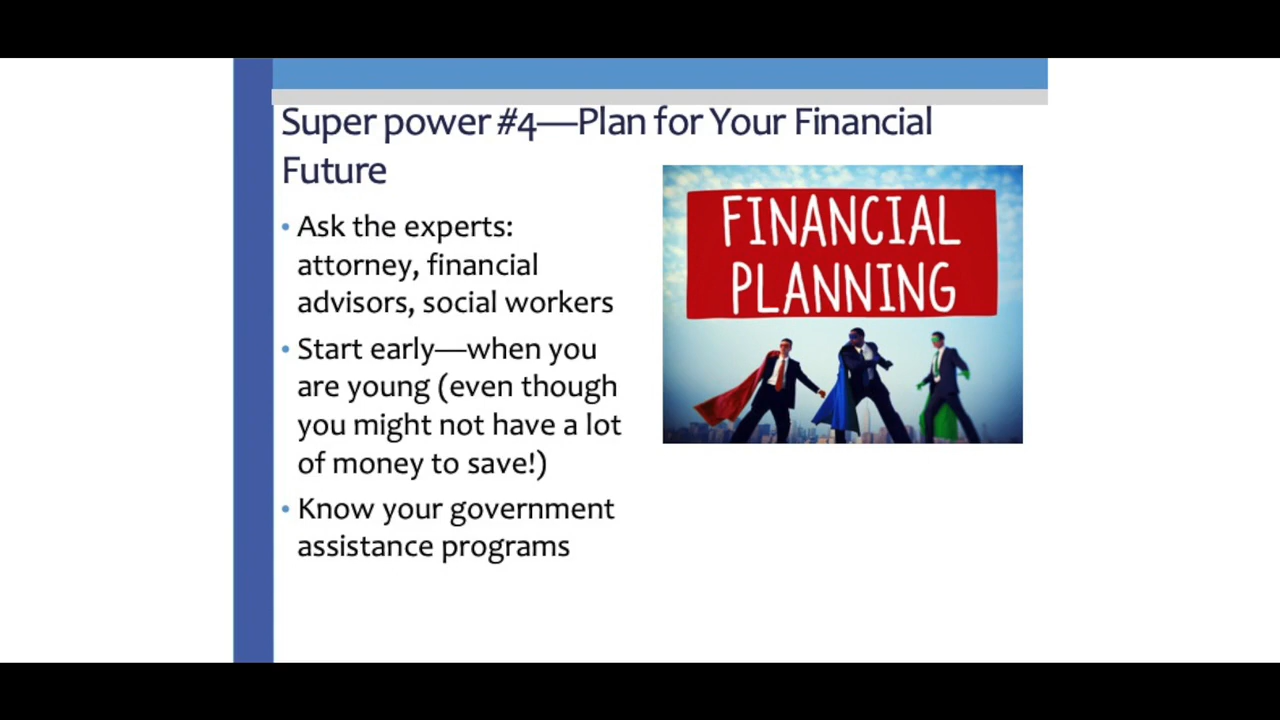 Super power #4—Plan for Your Financial
Future
• Ask the experts:
attorney, financial
advisors, social workers
• Start early—when you
are young (even though
you might not have a lot
of money to save!)
• Know your government
assistance programs
FINANCIAL
PLANNING